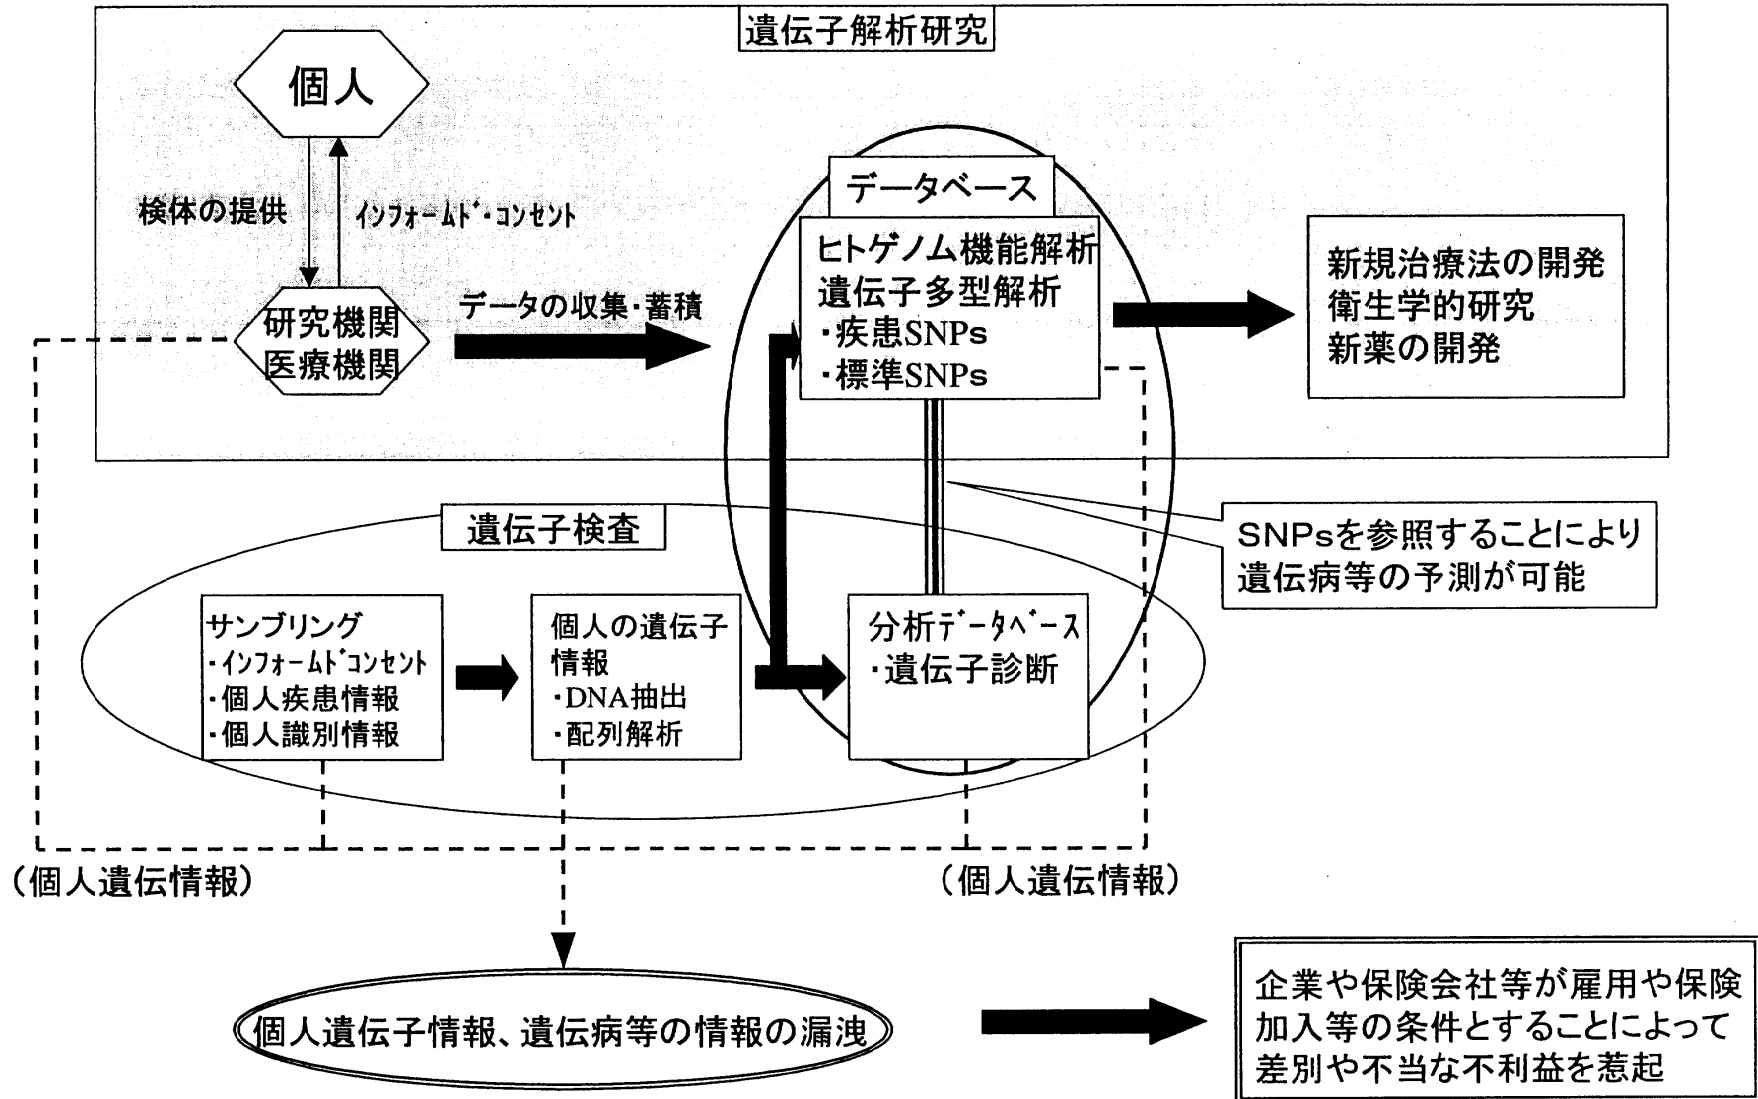 遺伝子解析研究
個人
検体の提供
インフォームド・コンセント
研究機関
医療機関
データの収集・蓄積
データベース
ヒトゲノム機能解析
遺伝子多型解析
・疾患SNPs
・標準SNPs
新規治療法の開発
衛生学的研究
新薬の開発
SNPsを参照することにより
遺伝病等の予測が可能
遺伝子検査
サンブリング
・インフォームドコンセント
・個人疾患情報
・個人識別情報
個人の遺伝子
情報
・DNA抽出
・配列解析
分析データベース
・遺伝子診断
（個人遺伝情報）
（個人遺伝情報）
個人遺伝子情報、遺伝病等の情報の漏洩
企業や保険会社等が雇用や保険
加入等の条件とすることによって
差別や不当な不利益を惹起